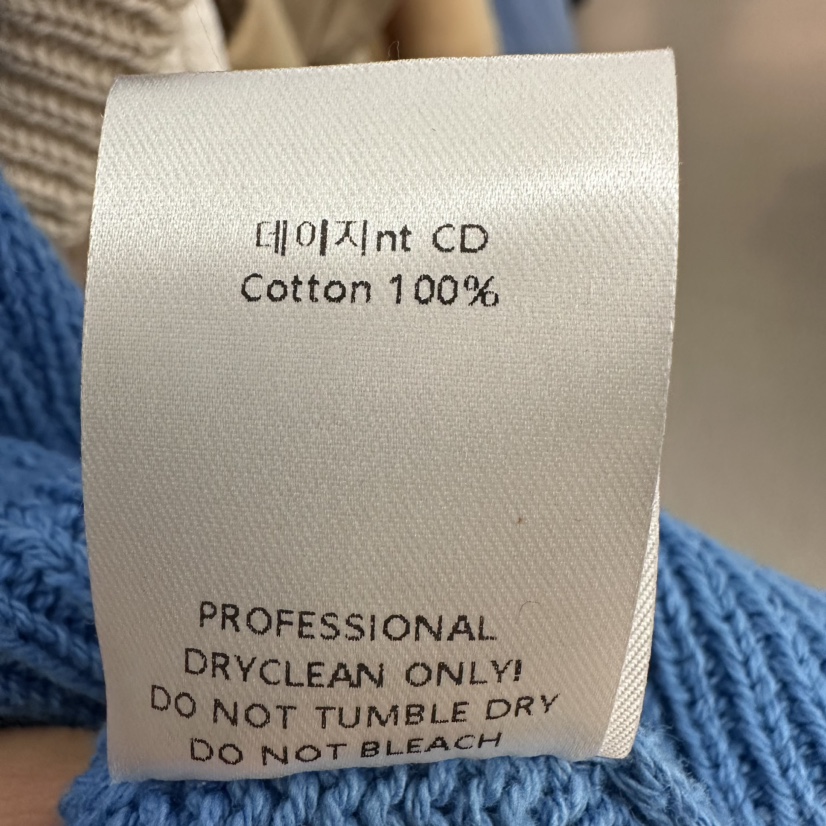 데이지nt CD
Cotton 100%
PROFESSIONAL
DRYCLEAN ONLY!
DO NOT TUMBLE DRY
DO NOT BLEACH